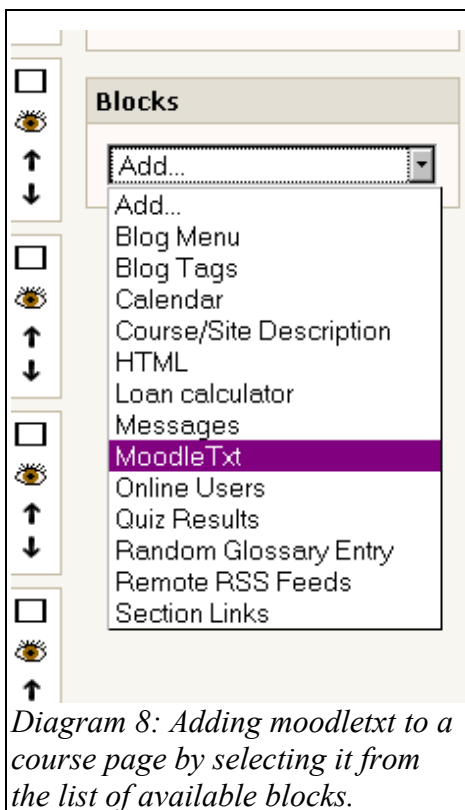 Blocks
Add...
Add...
Blog Menu
Blog Tags
Calendar
Course/Site Description
HTML
Loan calculator
Messages
MoodleTxt
Online Users
Quiz Results
Random Glossary Entry
Remote RSS Feeds
Section Links
Diagram 8: Adding moodletxt to a
course page by selecting it from
the list of available blocks.